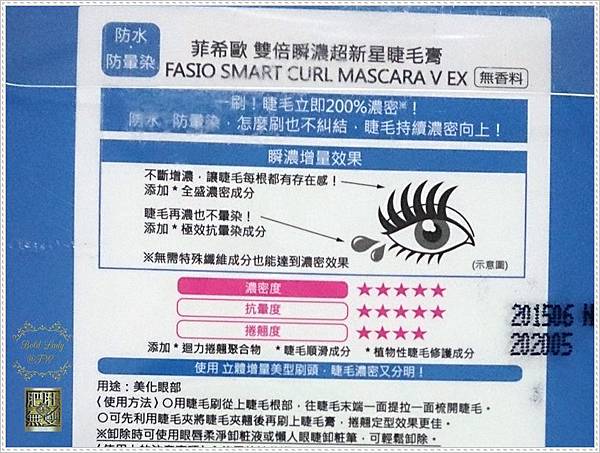 防水
·
防暈染
菲希歐 雙倍瞬濃超新星睫毛膏
FASIO SMART CURL MASCARA V EX 無香料
一刷！睫毛立即200%濃密※！
防水 防暈染，怎麼刷也不糾結，睫毛持續濃密向上！
瞬濃增量效果
不斷增濃，讓睫毛每根都有存在感！
添加 * 全盛濃密成分
睫毛再濃也不暈染！
添加 * 極效抗暈染成分
※無需特殊纖維成分也能達到濃密效果
(示意圖)
濃密度 ★★★★★
抗暈度 ★★★★★
捲翹度 ★★★★
添加 * 迴力捲翹聚合物 * 睫毛順滑成分 * 植物性睫毛修護成分
使用 立體增量美型刷頭，睫毛濃密又分明！
201506
202005
用途：美化眼部
〈使用方法〉○用睫毛刷從上睫毛根部，往睫毛末端一面提拉一面梳開睫毛。
○可先利用睫毛夾將睫毛夾翹後再刷上睫毛膏，捲翹定型效果更佳。
※卸除時可使用眼唇柔淨卸粧液或懶人眼睫卸粧筆，可輕鬆卸除。
Bold Lady
@TW